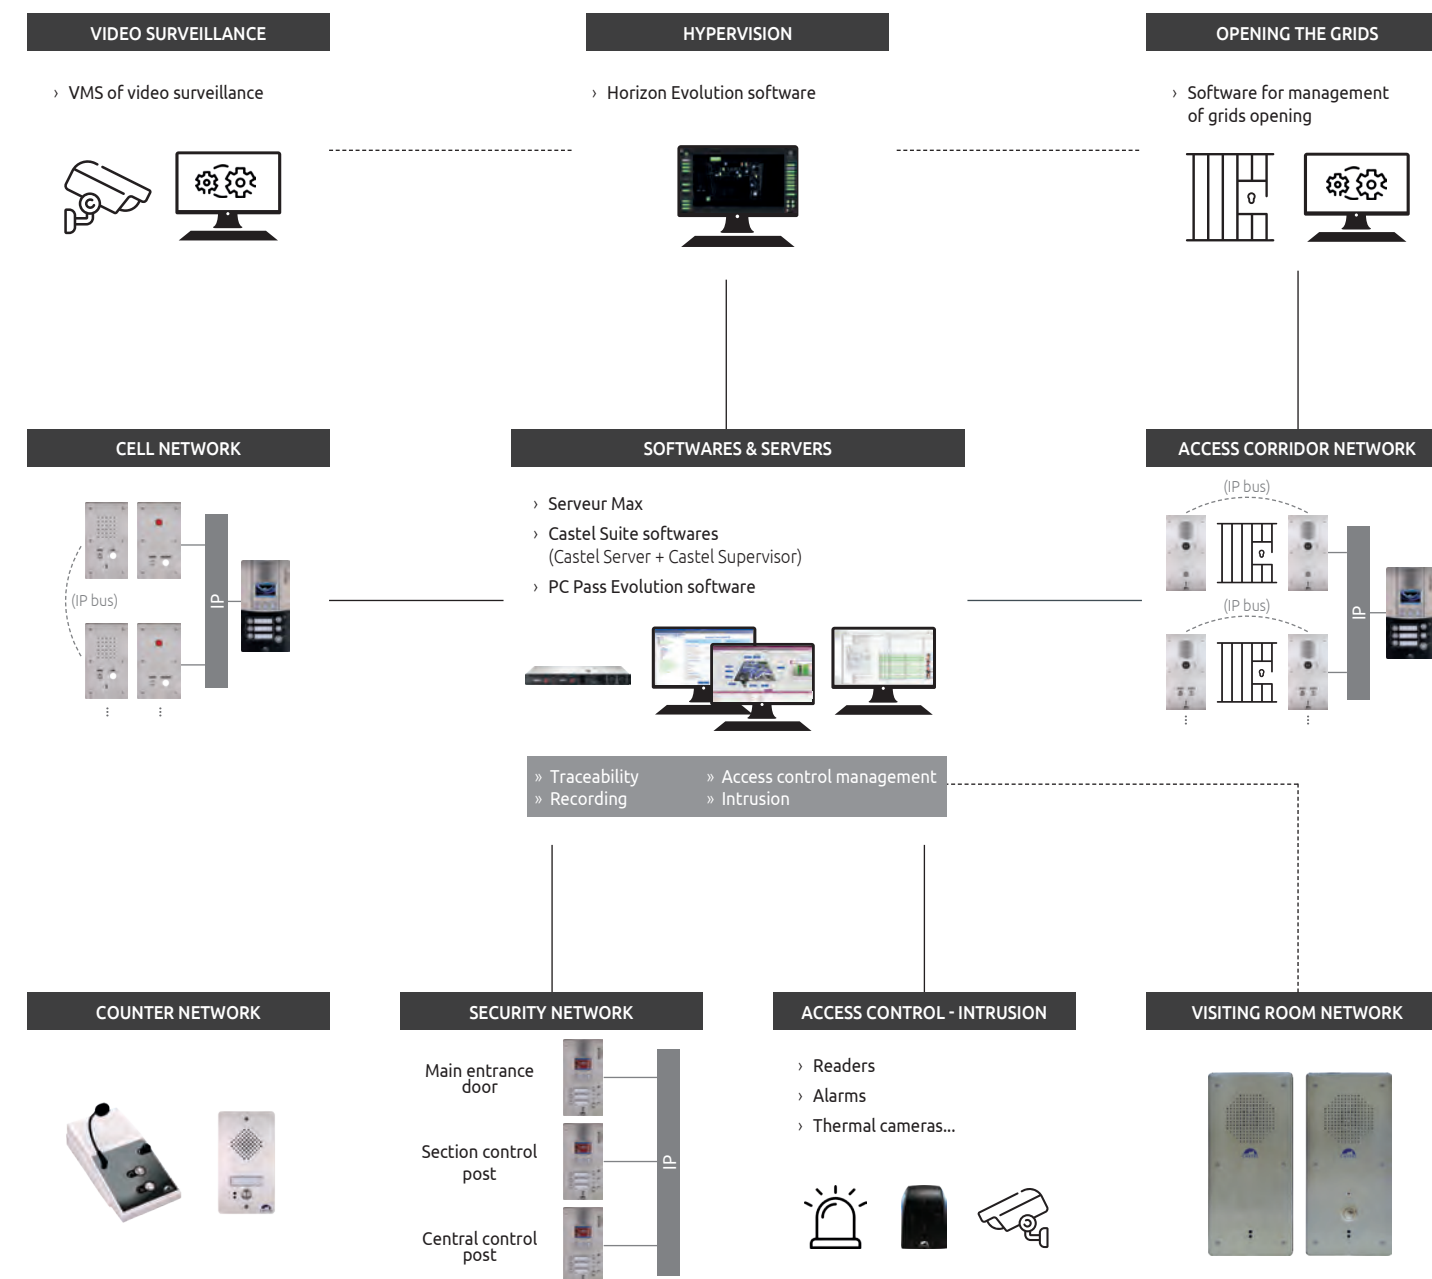 VIDEO SURVEILLANCE
› VMS of video surveillance
HYPERVISION
› Horizon Evolution software
OPENING THE GRIDS
› Software for management
of grids opening
CELL NETWORK
(IP bus)
IP
SOFTWARES & SERVERS
› Serveur Max
› Castel Suite softwares
(Castel Server + Castel Supervisor)
› PC Pass Evolution software
» Traceability
» Recording
» Access control management
» Intrusion
ACCESS CORRIDOR NETWORK
(IP bus)
(IP bus)
IP
COUNTER NETWORK
SECURITY NETWORK
Main entrance
door
Section control
post
Central control
post
IP
ACCESS CONTROL - INTRUSION
› Readers
› Alarms
› Thermal cameras...
VISITING ROOM NETWORK